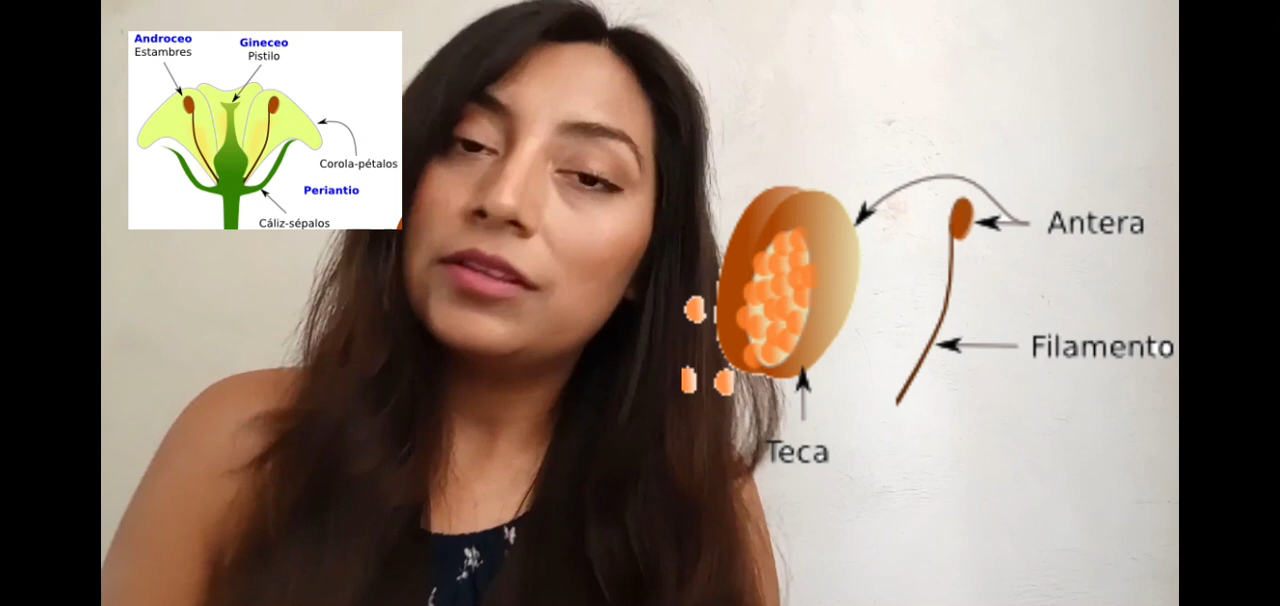 Androceo
Estambres
Gineceo
Pistilo
Corola-pétalos
Periantio
Cáliz-sépalos
Antera
Filamento
Teca